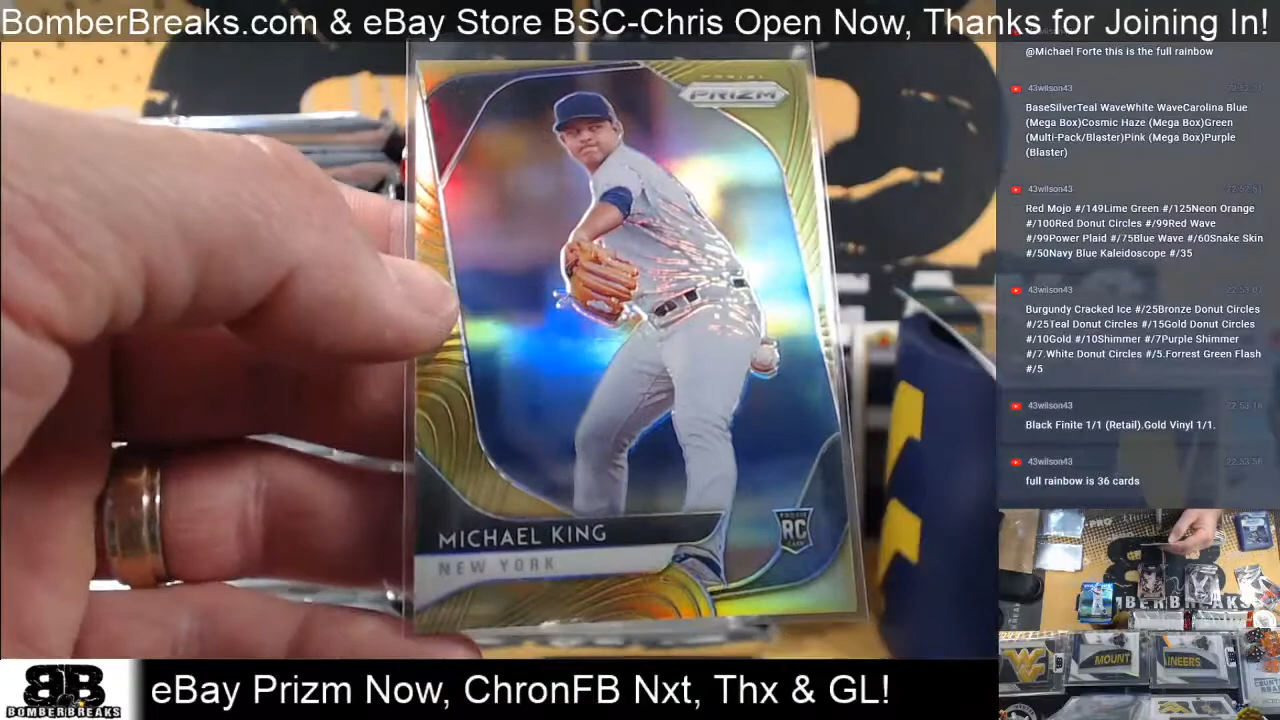 BomberBreaks.com & eBay Store BSC-Chris Open Now, Thanks for Joining In!
PANINI
PRIZM
MICHAEL KING
NEW YORK
ROOKIE
RC
CARD
@Michael Forte this is the full rainbow
43wilson43
BaseSilverTeal WaveWhite WaveCarolina Blue
(Mega Box)Cosmic Haze (Mega Box)Green
(Multi-Pack/Blaster)Pink (Mega Box)Purple
(Blaster)
43wilson43
Red Mojo #/149Lime Green #/125Neon Orange
#/100Red Donut Circles #/99Red Wave
#/99Power Plaid #/75Blue Wave #/60Snake Skin
#/50Navy Blue Kaleidoscope #/35
43wilson43
Burgundy Cracked Ice #/25Bronze Donut Circles
#/25Teal Donut Circles #/15Gold Donut Circles
#/10Gold #/10Shimmer #/7Purple Shimmer
#/7.White Donut Circles #/5.Forrest Green Flash
#/5
43wilson43
Black Finite 1/1 (Retail).Gold Vinyl 1/1.
43wilson43
full rainbow is 36 cards
MBERBREAKS
MOUNT
INEERS
BB
BOMBERBREAKS
eBay Prizm Now, ChronFB Nxt, Thx & GL!